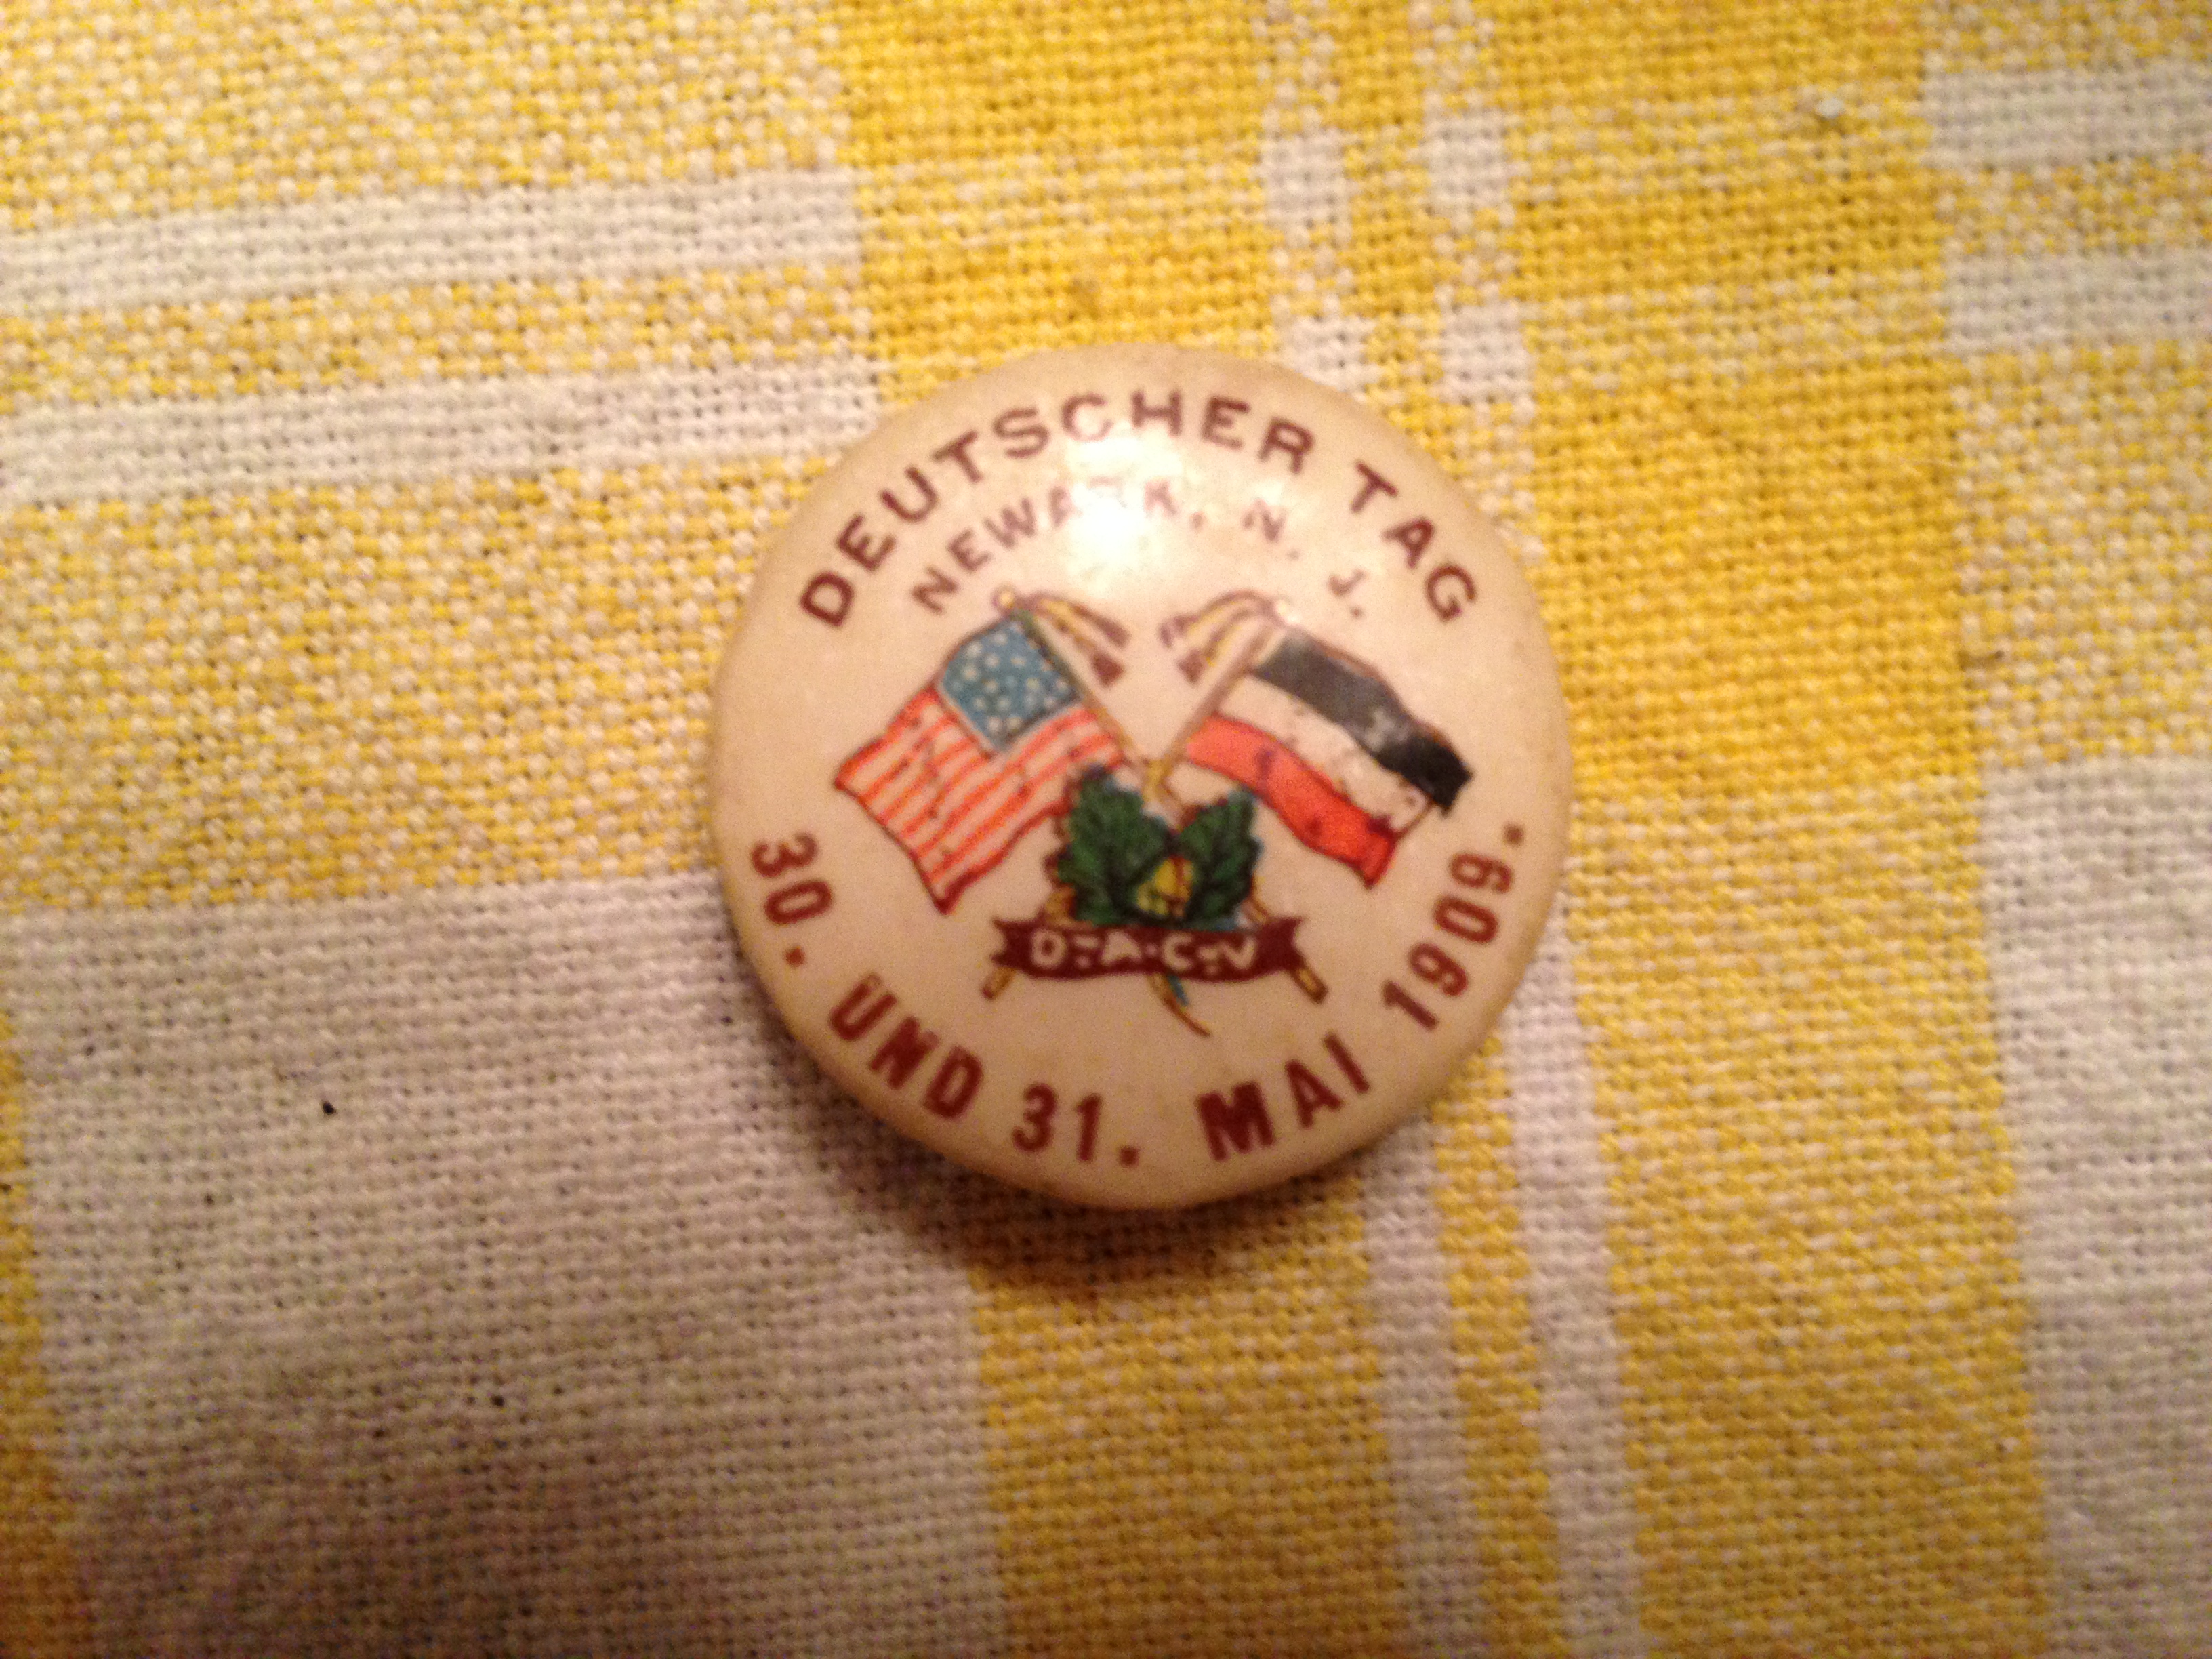 DEUTSCHER TAG
NEWARK, N. J.
D-A-C-V
30. UND 31. MAI 1909.